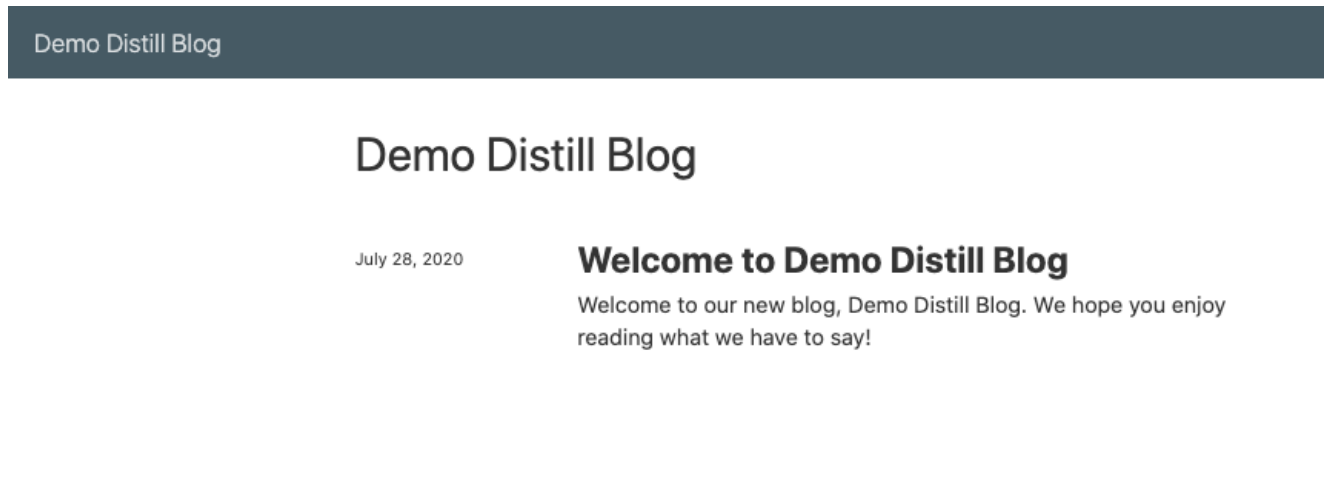 Demo Distill Blog
Demo Distill Blog
July 28, 2020
Welcome to Demo Distill Blog
Welcome to our new blog, Demo Distill Blog. We hope you enjoy
reading what we have to say!